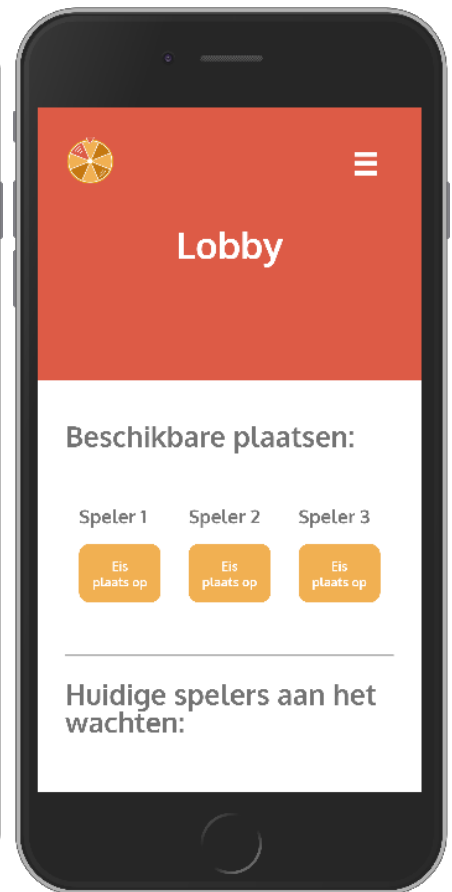 Lobby
Beschikbare plaatsen:
Speler 1 Speler 2 Speler 3
Eis Eis Eis
plaats op plaats op plaats op
Huidige spelers aan het
wachten: